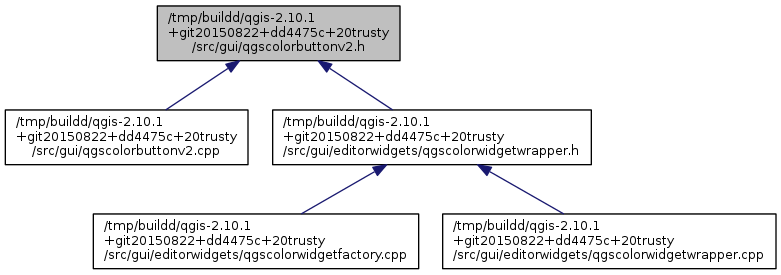 /tmp/buildd/qgis-2.10.1
+git20150822+dd4475c+20trusty
/src/gui/qgscolorbuttonv2.h
/tmp/buildd/qgis-2.10.1
+git20150822+dd4475c+20trusty
/src/gui/qgscolorbuttonv2.cpp
/tmp/buildd/qgis-2.10.1
+git20150822+dd4475c+20trusty
/src/gui/editorwidgets/qgscolorwidgetwrapper.h
/tmp/buildd/qgis-2.10.1
+git20150822+dd4475c+20trusty
/src/gui/editorwidgets/qgscolorwidgetfactory.cpp
/tmp/buildd/qgis-2.10.1
+git20150822+dd4475c+20trusty
/src/gui/editorwidgets/qgscolorwidgetwrapper.cpp